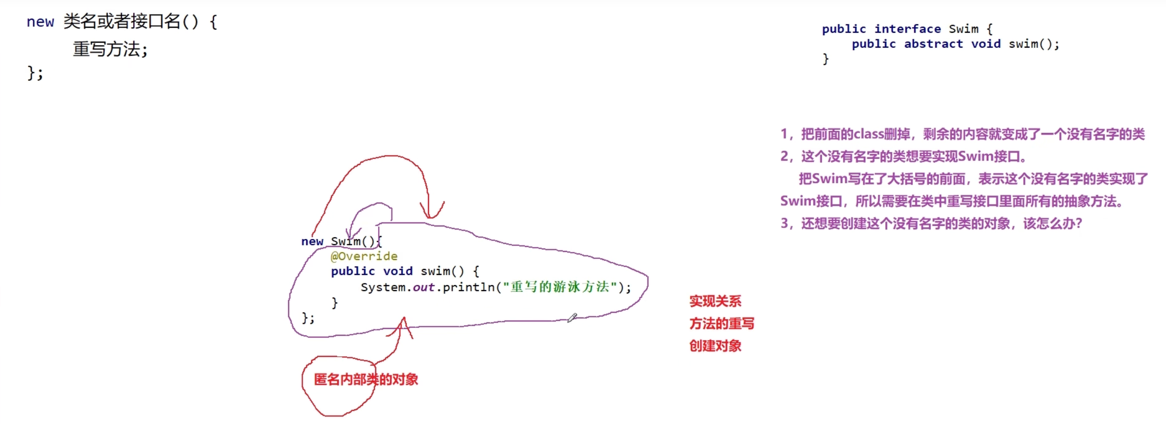 new 类名或者接口名() {
重写方法;
};
public interface Swim {
public abstract void swim();
}
1，把前面的class删掉，剩余的内容就变成了一个没有名字的类
2，这个没有名字的类想要实现Swim接口。
把Swim写在了大括号的前面，表示这个没有名字的类实现了
Swim接口，所以需要在类中重写接口里面所有的抽象方法。
3，还想要创建这个没有名字的类的对象，该怎么办?
new Swim(){
@Override
public void swim() {
System.out.println("重写的游泳方法");
}
};
实现关系
方法的重写
创建对象
匿名内部类的对象